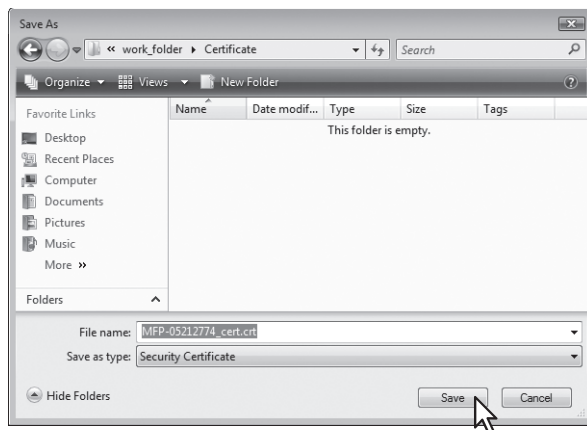 Save As
« work_folder ▸ Certificate
Search
Organize
Views
New Folder
?
Favorite Links
Desktop
Recent Places
Computer
Documents
Pictures
Music
More »
Folders
Name
Date modif...
Type
Size
Tags
This folder is empty.
File name: MFP-05212774_cert.crt
Save as type: Security Certificate
Hide Folders
Save
Cancel